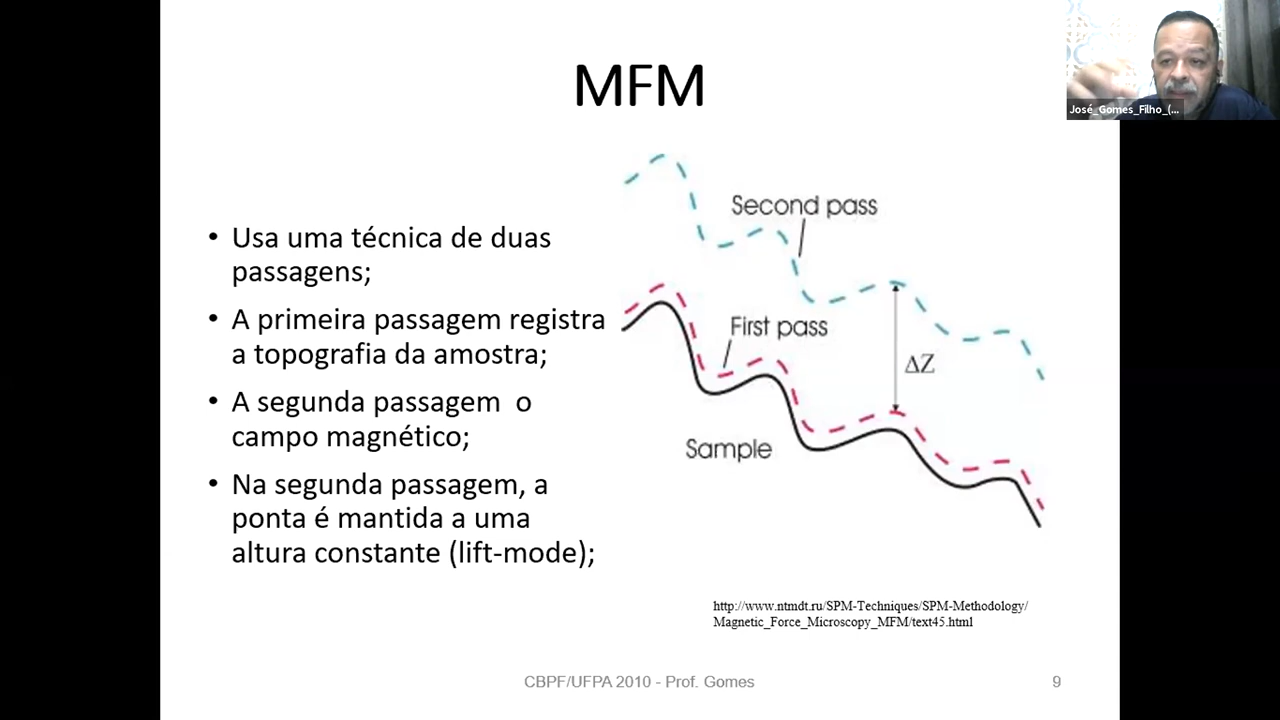 José_Gomes_Filho_(...
MFM
• Usa uma técnica de duas
passagens;
• A primeira passagem registra
a topografia da amostra;
• A segunda passagem o
campo magnético;
• Na segunda passagem, a
ponta é mantida a uma
altura constante (lift-mode);
Second pass
First pass
ΔZ
Sample
http://www.ntmdt.ru/SPM-Techniques/SPM-Methodology/
Magnetic_Force_Microscopy_MFM/text45.html
CBPF/UFPA 2010 - Prof. Gomes
9